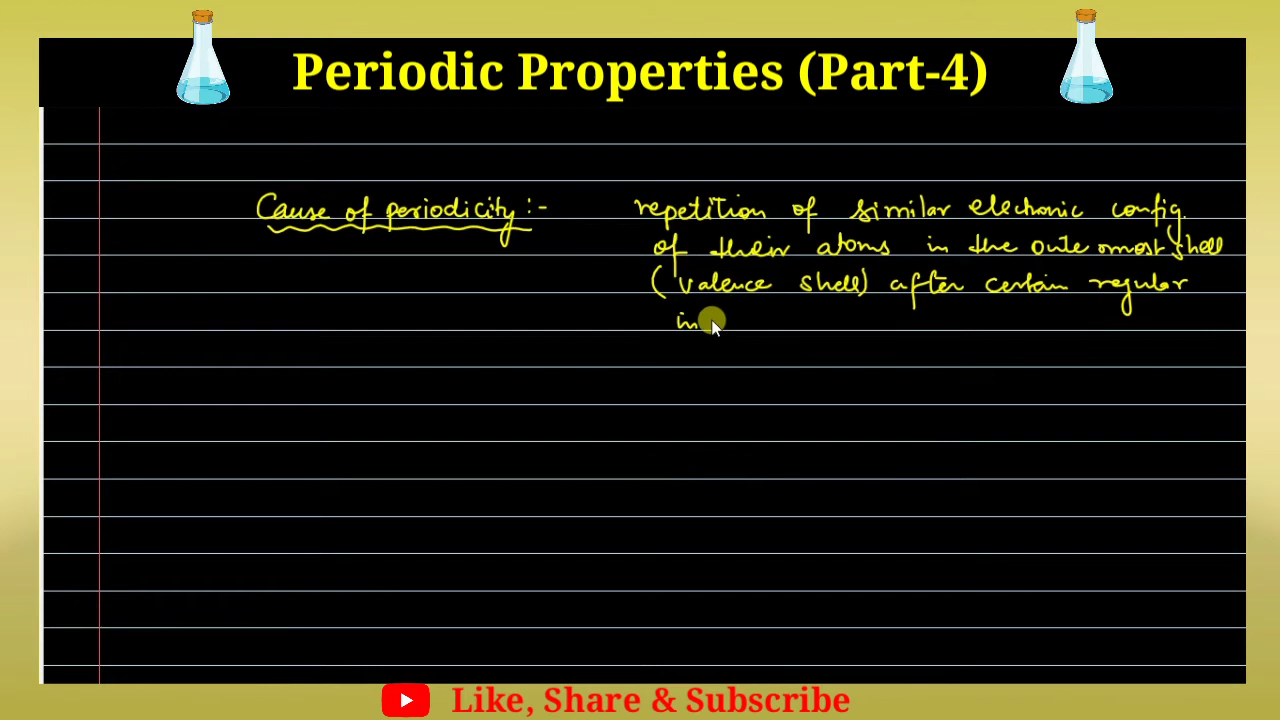 Periodic Properties (Part-4)
Cause of periodicity :- repetition of similar electronic config.
of their atoms in the outermost shell
(valence shell) after certain regular
in
Like, Share & Subscribe